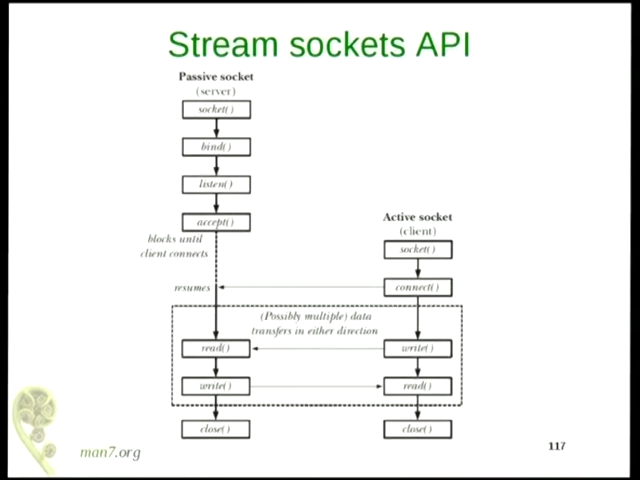 Stream sockets API
Passive socket
(server)
socket()
bind()
listen()
accept()
blocks until
client connects
resumes
Active socket
(client)
socket()
connect()
(Possibly multiple) data
transfers in either direction
read()
write()
write()
read()
close()
close()
man7.org
117